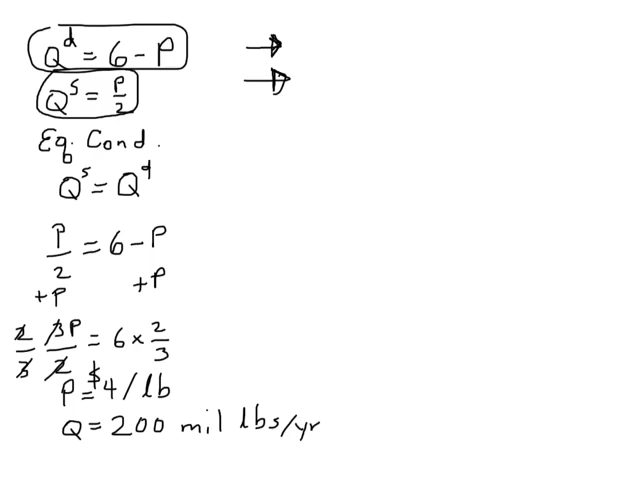 Q^d = 6 - P
Q^s = P/2
Eq. Cond.
Q^s = Q^d
P/2 = 6 - P
+P +P
2/3 3P/2 = 6 × 2/3
P = $4/lb
Q = 200 mil lbs/yr